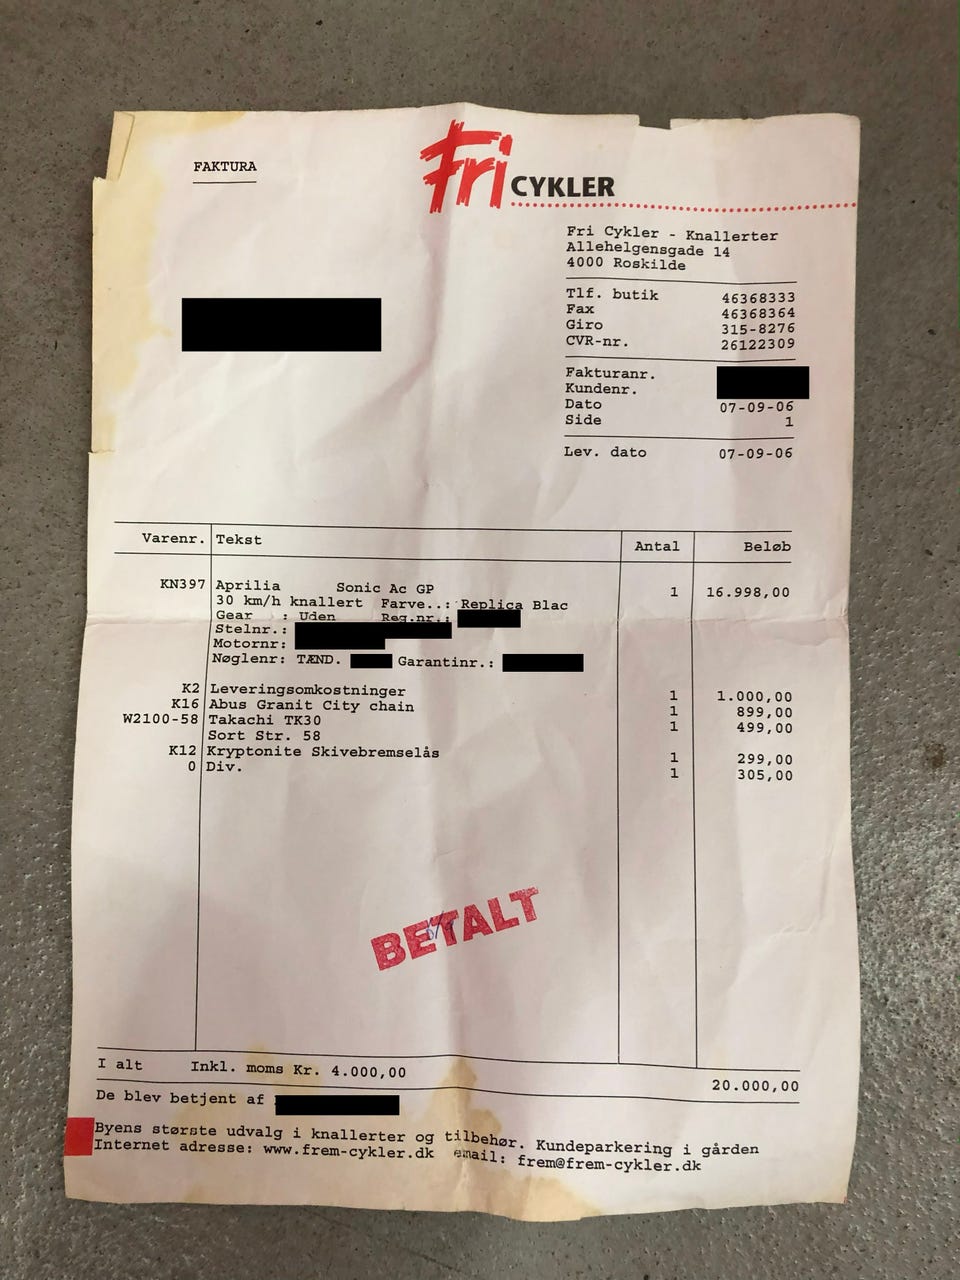 FAKTURA
Fri CYKLER
Fri Cykler - Knallerter
Allehelgensgade 14
4000 Roskilde
Tlf. butik 46368333
Fax 46368364
Giro 315-8276
CVR-nr. 26122309
Fakturanr.
Kundenr.
Dato 07-09-06
Side 1
Lev. dato 07-09-06
Varenr. Tekst Antal Beløb
KN397 Aprilia Sonic Ac GP 1 16.998,00
30 km/h knallert Farve..: Replica Blac
Gear : Uden Reg.nr.:
Stelnr.:
Motornr:
Nøglenr: TÆND. Garantinr.:
K2 Leveringsomkostninger 1 1.000,00
K16 Abus Granit City chain 1 899,00
W2100-58 Takachi TK30 1 499,00
Sort Str. 58
K12 Kryptonite Skivebremselås 1 299,00
0 Div. 1 305,00
BETALT
I alt Inkl. moms Kr. 4.000,00 20.000,00
De blev betjent af
Byens største udvalg i knallerter og tilbehør. Kundeparkering i gården
Internet adresse: www.frem-cykler.dk email: frem@frem-cykler.dk